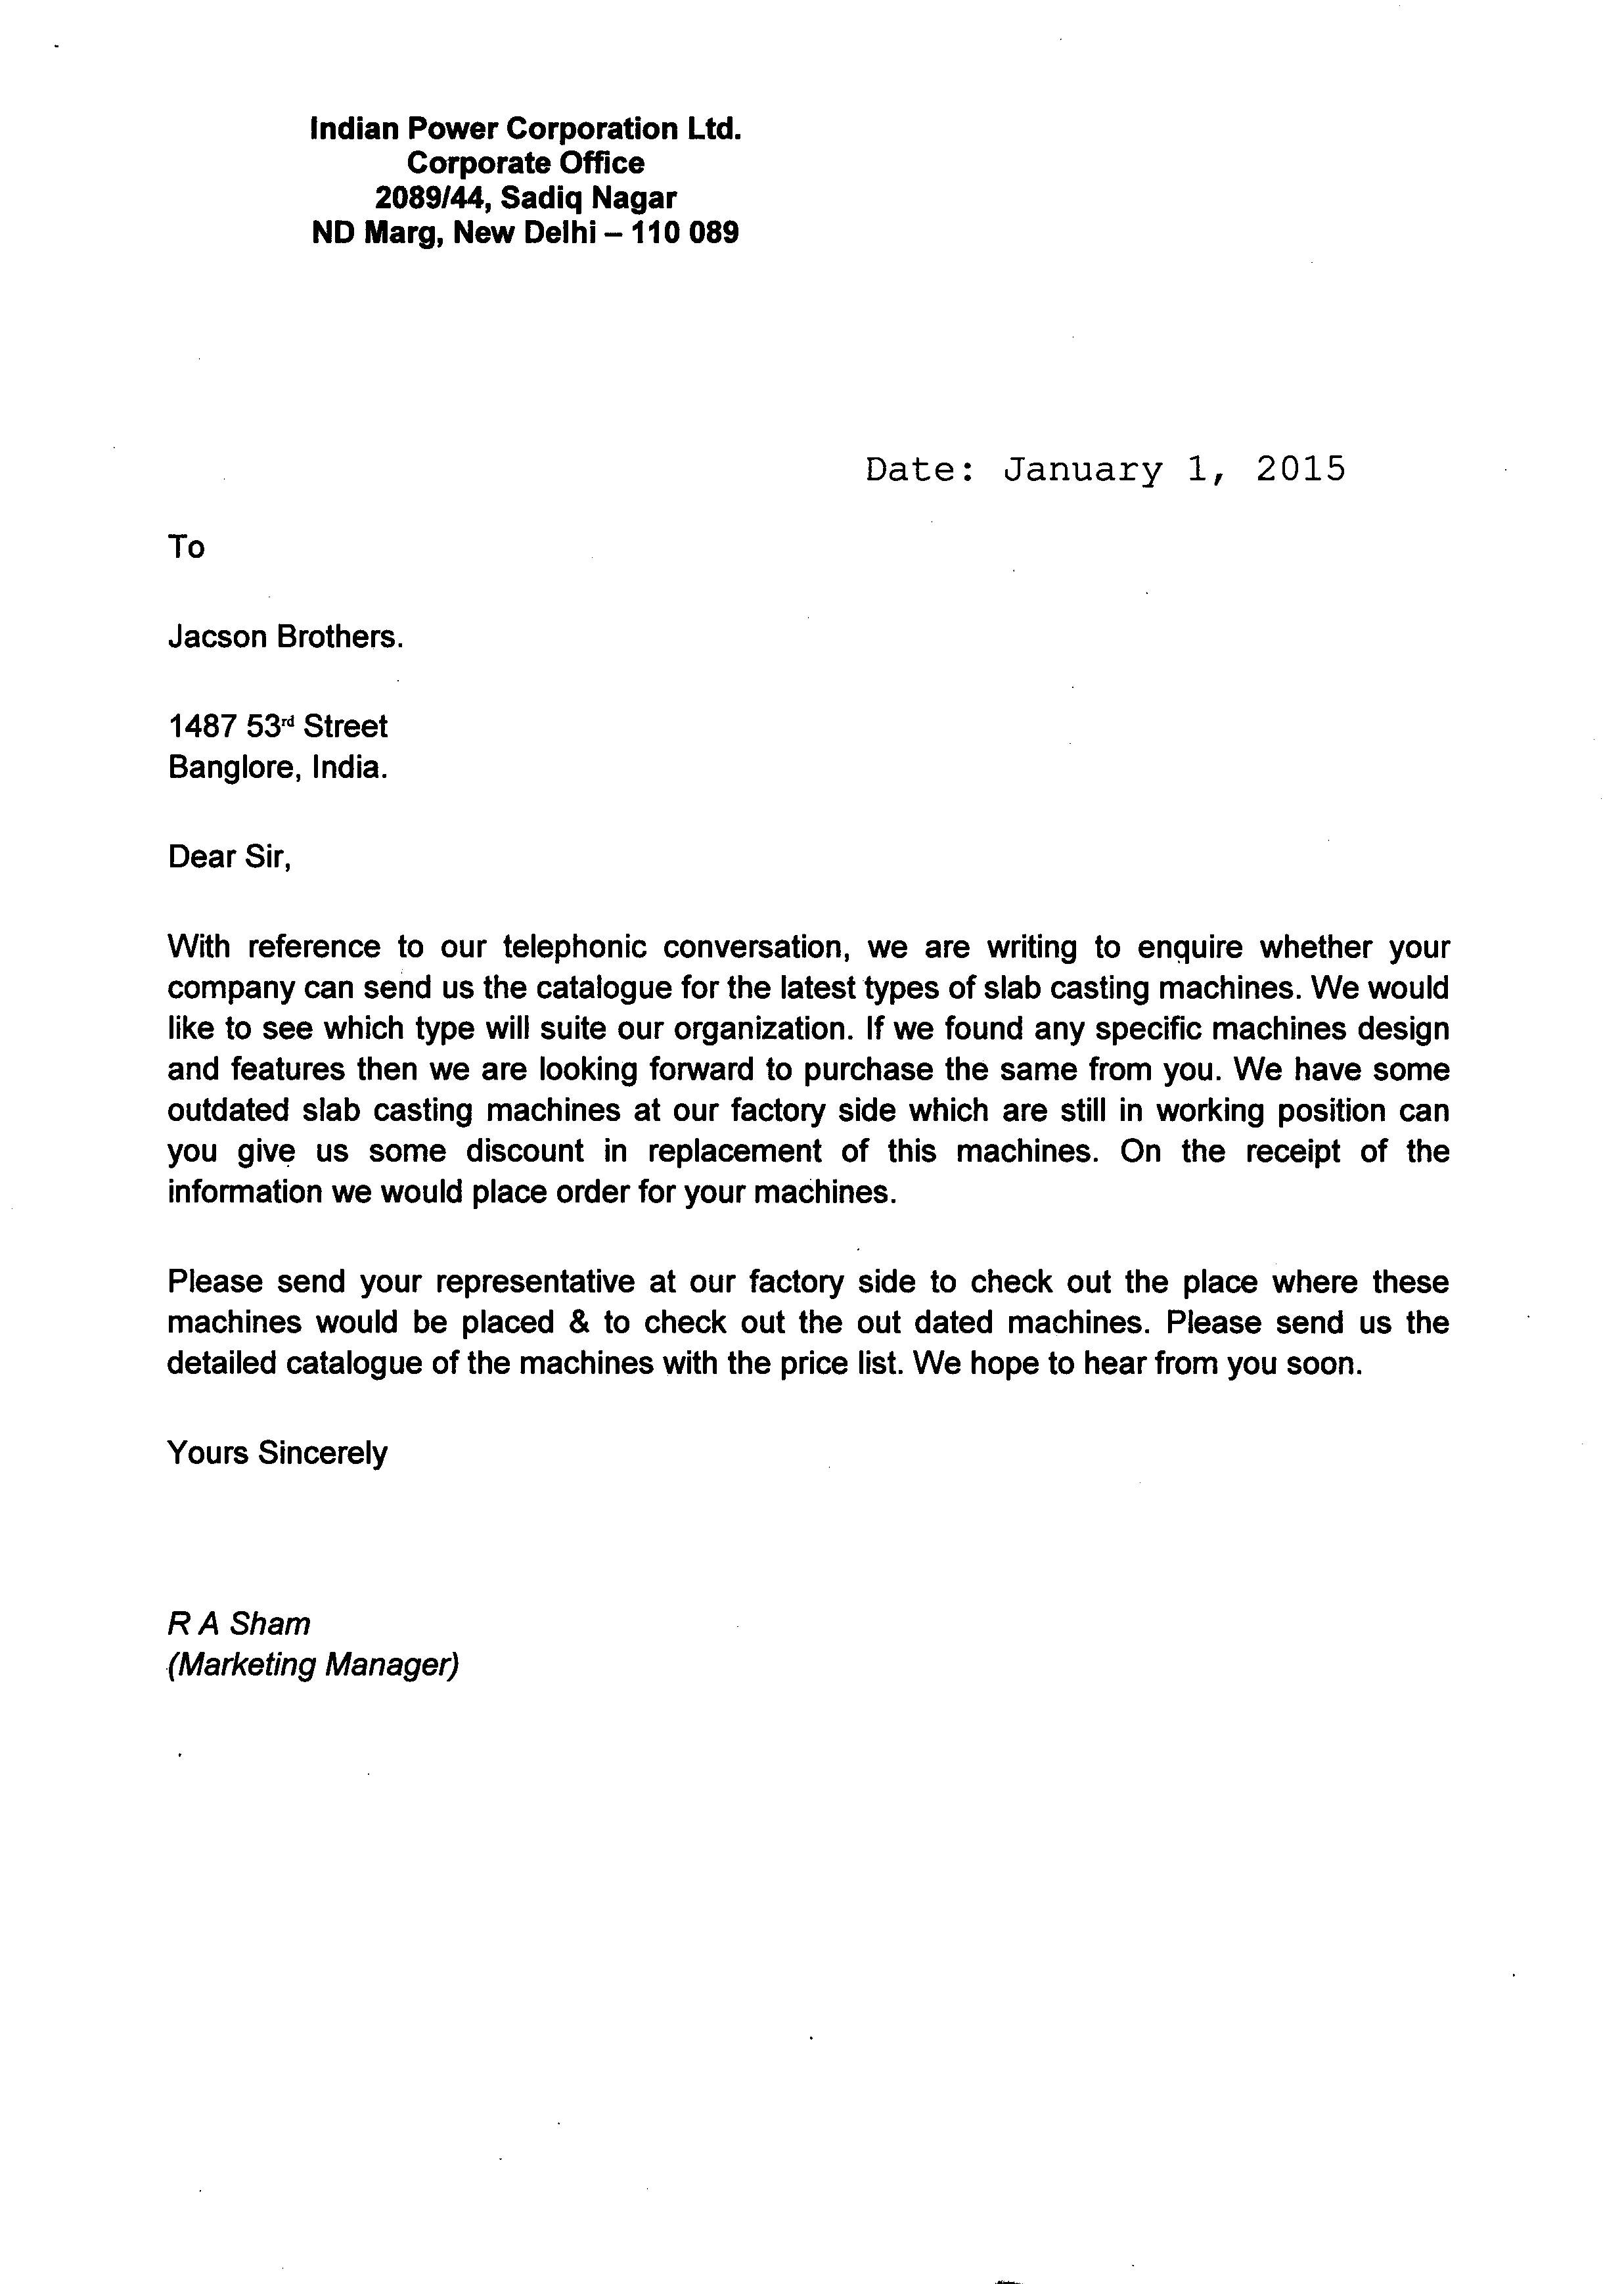 Indian Power Corporation Ltd.
Corporate Office
2089/44, Sadiq Nagar
ND Marg, New Delhi – 110 089
Date: January 1, 2015
To
Jacson Brothers.
1487 53rd Street
Banglore, India.
Dear Sir,
With reference to our telephonic conversation, we are writing to enquire whether your
company can send us the catalogue for the latest types of slab casting machines. We would
like to see which type will suite our organization. If we found any specific machines design
and features then we are looking forward to purchase the same from you. We have some
outdated slab casting machines at our factory side which are still in working position can
you give us some discount in replacement of this machines. On the receipt of the
information we would place order for your machines.
Please send your representative at our factory side to check out the place where these
machines would be placed & to check out the out dated machines. Please send us the
detailed catalogue of the machines with the price list. We hope to hear from you soon.
Yours Sincerely
R A Sham
(Marketing Manager)